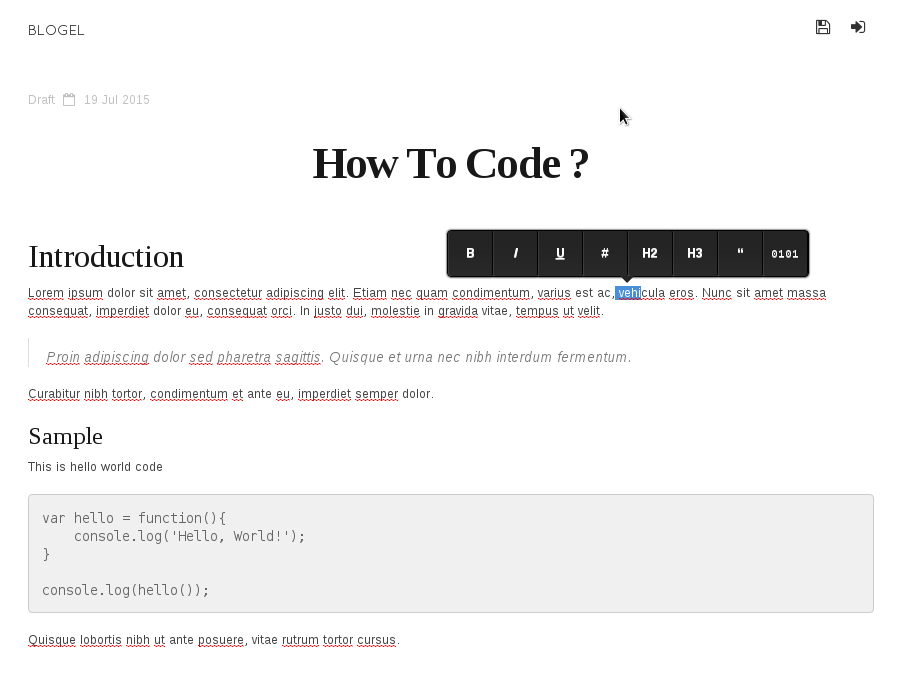 BLOGEL
Draft 19 Jul 2015
How To Code ?
B I U # H2 H3 “ 0101
Introduction
Lorem ipsum dolor sit amet, consectetur adipiscing elit. Etiam nec quam condimentum, varius est ac, vehicula eros. Nunc sit amet massa
consequat, imperdiet dolor eu, consequat orci. In justo dui, molestie in gravida vitae, tempus ut velit.
Proin adipiscing dolor sed pharetra sagittis. Quisque et urna nec nibh interdum fermentum.
Curabitur nibh tortor, condimentum et ante eu, imperdiet semper dolor.
Sample
This is hello world code
var hello = function(){
    console.log('Hello, World!');
}
console.log(hello());
Quisque lobortis nibh ut ante posuere, vitae rutrum tortor cursus.